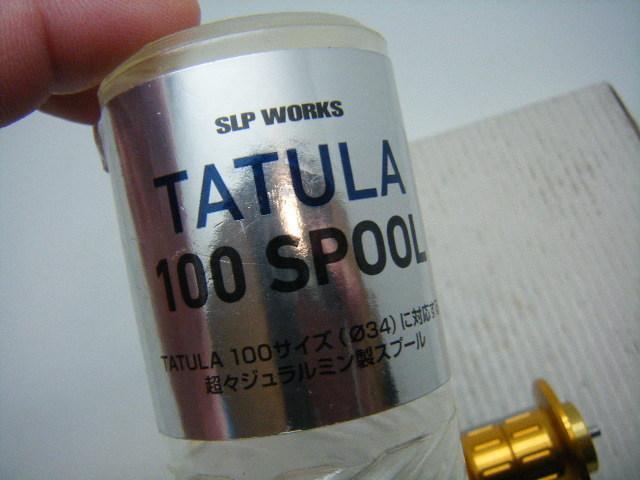 SLP WORKS
TATULA
100 SPOOL
TATULA 100サイズ (Ø34) に対応する
超々ジュラルミン製スプール